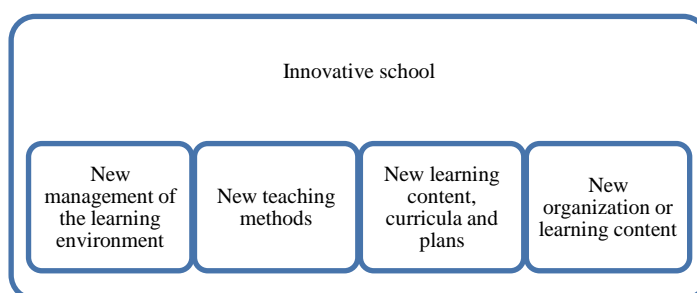 Innovative school
New
management of
the learning
environment
New teaching
methods
New learning
content,
curricula and
plans
New
organization or
learning content